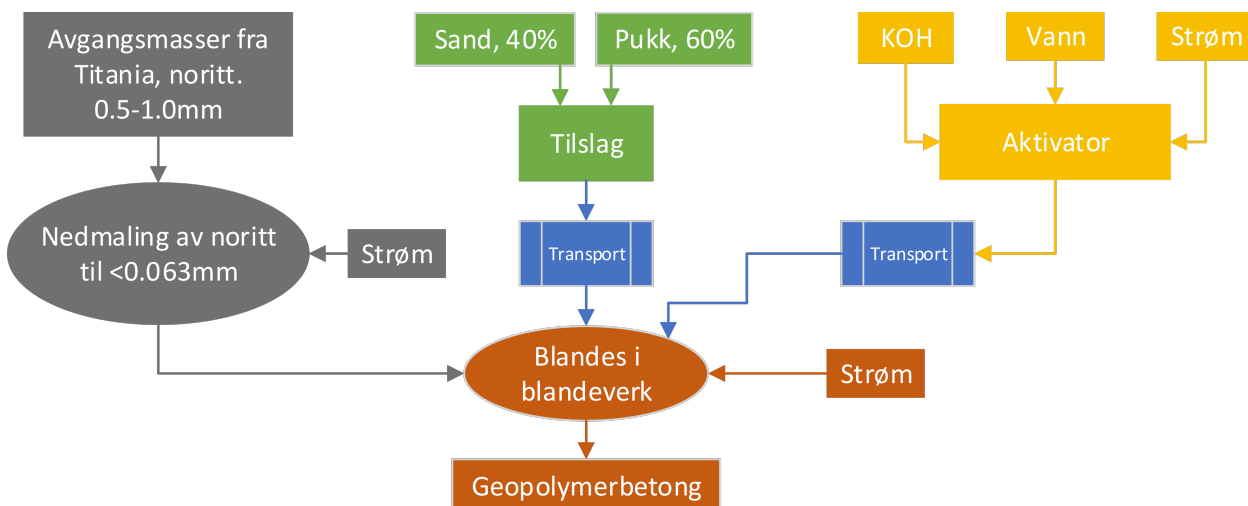 Avgangsmasser fra
Titania, noritt.
0.5-1.0mm
Sand, 40%
Pukk, 60%
KOH
Vann
Strøm
Tilslag
Aktivator
Nedmaling av noritt
til <0.063mm
Strøm
Transport
Transport
Blandes i
blandeverk
Strøm
Geopolymerbetong